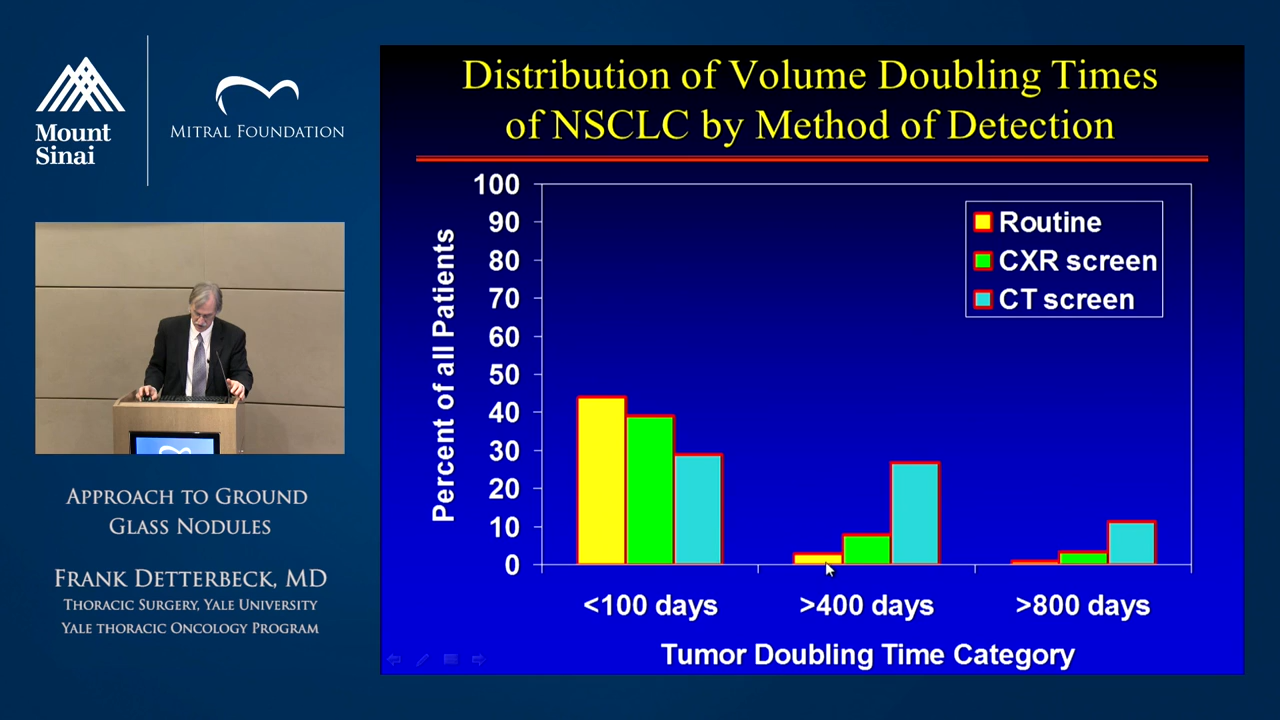 Mount
Sinai
Mitral Foundation
Approach to Ground
Glass Nodules
Frank Detterbeck, MD
Thoracic Surgery, Yale University
Yale thoracic Oncology Program
Distribution of Volume Doubling Times
of NSCLC by Method of Detection
Percent of all Patients
100
90
80
70
60
50
40
30
20
10
0
Routine
CXR screen
CT screen
<100 days
>400 days
>800 days
Tumor Doubling Time Category